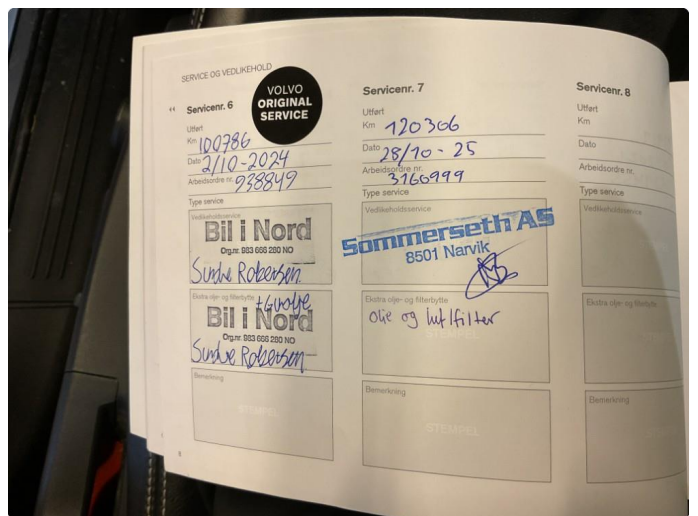 SERVICE OG VEDLIKEHOLD
VOLVO
ORIGINAL
SERVICE
Servicenr. 6
Utført
Km 100786
Dato 2/10-2024
Arbeidsordre nr. 938849
Type service
Vedlikeholdsservice
Bil i Nord
Org.nr. 983 666 280 NO
Sindre Robertsen
Ekstra olje- og filterbytte
Bil i Nord
Org.nr. 983 666 280 NO
Sindre Robertsen
Bemerkning
STEMPEL
8
Servicenr. 7
Utført
Km 120306
Dato 28/10-25
Arbeidsordre nr. 3166999
Type service
Vedlikeholdsservice
Sommerseth AS
8501 Narvik
Ekstra olje- og filterbytte
olje og luftfilter
STEMPEL
Bemerkning
STEMPEL
Servicenr. 8
Utført
Km
Dato
Arbeidsordre nr.
Type service
Vedlikeholdsservice
Ekstra olje- og filterbytte
Bemerkning